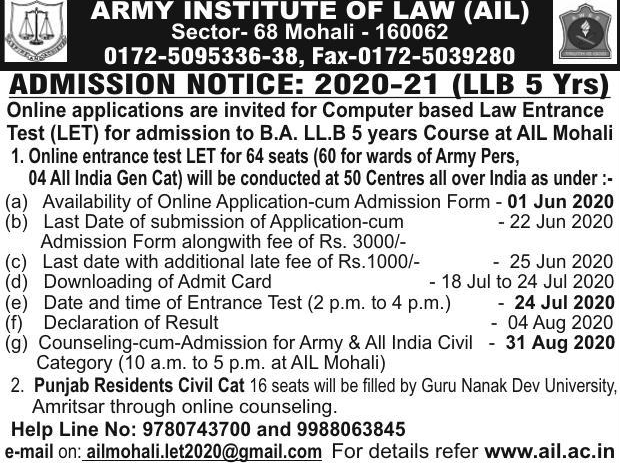 ARMY INSTITUTE OF LAW (AIL)
Sector- 68 Mohali - 160062
0172-5095336-38, Fax-0172-5039280
ADMISSION NOTICE: 2020-21 (LLB 5 Yrs)
Online applications are invited for Computer based Law Entrance
Test (LET) for admission to B.A. LL.B 5 years Course at AIL Mohali
1. Online entrance test LET for 64 seats (60 for wards of Army Pers,
04 All India Gen Cat) will be conducted at 50 Centres all over India as under :-
(a) Availability of Online Application-cum Admission Form - 01 Jun 2020
(b) Last Date of submission of Application-cum - 22 Jun 2020
Admission Form alongwith fee of Rs. 3000/-
(c) Last date with additional late fee of Rs.1000/- - 25 Jun 2020
(d) Downloading of Admit Card - 18 Jul to 24 Jul 2020
(e) Date and time of Entrance Test (2 p.m. to 4 p.m.) - 24 Jul 2020
(f) Declaration of Result - 04 Aug 2020
(g) Counseling-cum-Admission for Army & All India Civil - 31 Aug 2020
Category (10 a.m. to 5 p.m. at AIL Mohali)
2. Punjab Residents Civil Cat 16 seats will be filled by Guru Nanak Dev University,
Amritsar through online counseling.
Help Line No: 9780743700 and 9988063845
e-mail on: ailmohali.let2020@gmail.com For details refer www.ail.ac.in